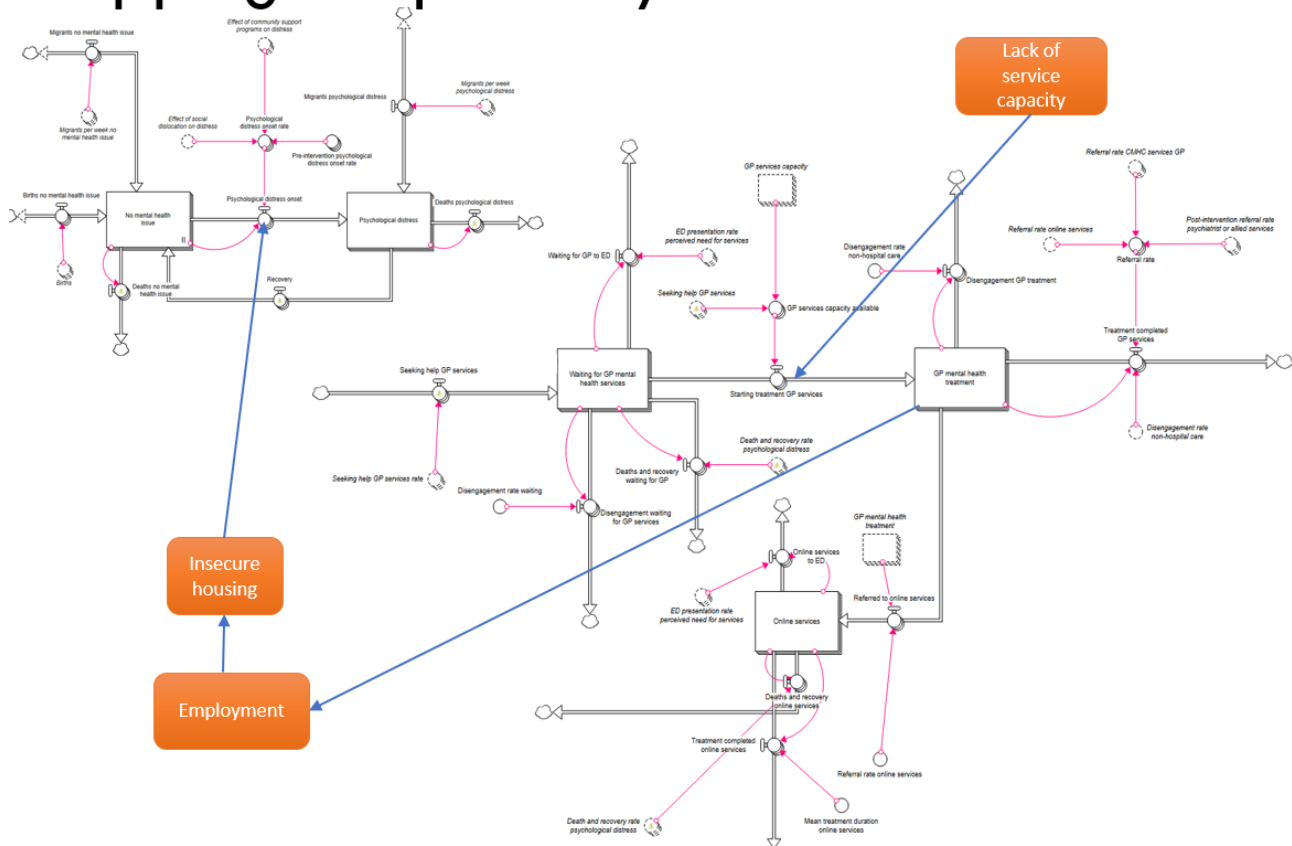 Effect of community support
programs on distress
Migrants no mental health issue
Migrants per week no
mental health issue
Migrants psychological distress
Migrants per week
psychological distress
Effect of social
dislocation on distress
Psychological
distress onset rate
Pre-intervention psychological
distress onset rate
Births no mental health issue
No mental health
issue
Psychological distress onset
Psychological distress
Deaths psychological distress
Births
Deaths no mental
health issue
Recovery
Lack of
service
capacity
GP services capacity
Referral rate CMHC services GP
Waiting for GP to ED
ED presentation rate
perceived need for services
Disengagement rate
non-hospital care
Referral rate online services
Post-intervention referral rate
psychiatrist or allied services
Referral rate
Disengagement GP treatment
Seeking help GP services
GP services capacity available
Treatment completed
GP services
Seeking help GP services
Waiting for GP mental
health services
Starting treatment GP services
GP mental health
treatment
Seeking help GP services rate
Disengagement rate waiting
Deaths and recovery
waiting for GP
Death and recovery rate
psychological distress
Disengagement rate
non-hospital care
Disengagement waiting
for GP services
GP mental health
treatment
Online services
to ED
Insecure
housing
ED presentation rate
perceived need for services
Referred to online services
Online services
Employment
Deaths and recovery
online services
Treatment completed
online services
Referral rate online services
Death and recovery rate
psychological distress
Mean treatment duration
online services